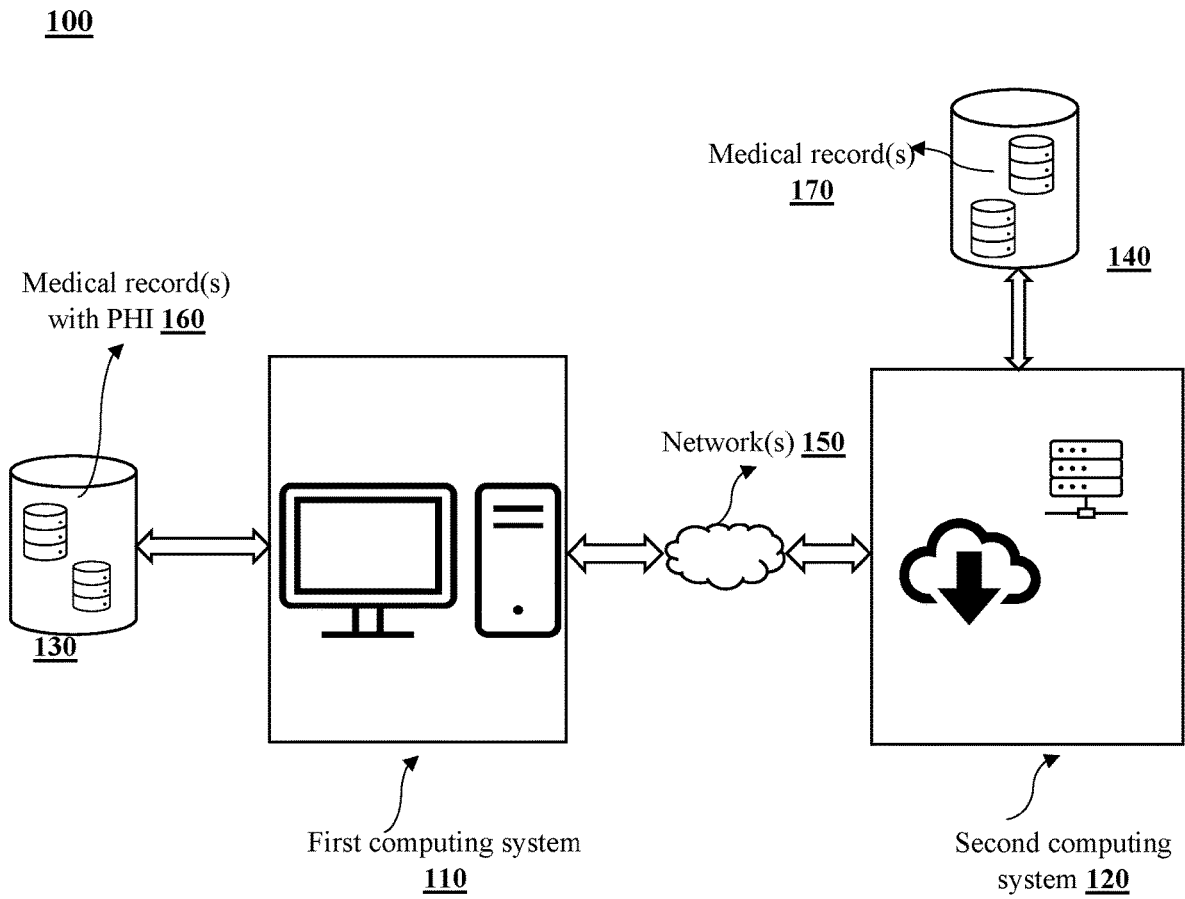 100
Medical record(s)
170
140
Medical record(s)
with PHI 160
Network(s) 150
130
First computing system
110
Second computing
system 120